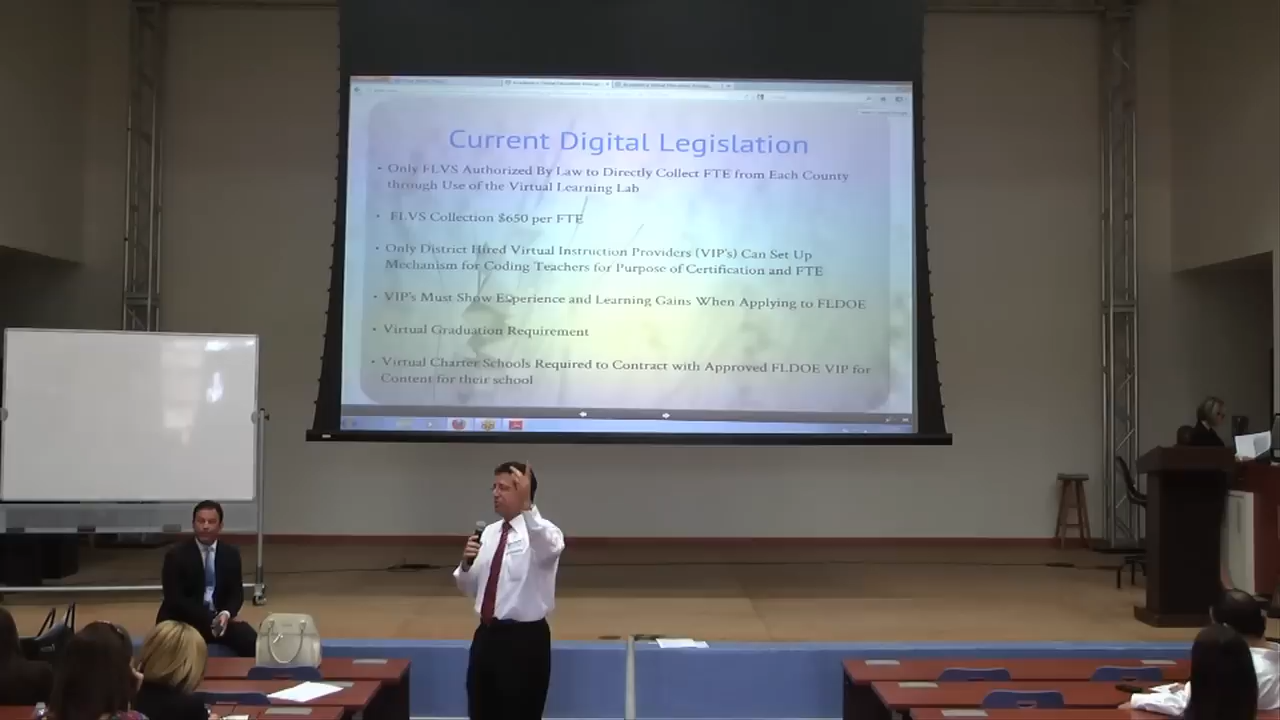 Current Digital Legislation
• Only FLVS Authorized By Law to Directly Collect FTE from Each County
through Use of the Virtual Learning Lab
• FLVS Collection $650 per FTE
• Only District Hired Virtual Instruction Providers (VIP's) Can Set Up
Mechanism for Coding Teachers for Purpose of Certification and FTE
• VIP's Must Show Experience and Learning Gains When Applying to FLDOE
• Virtual Graduation Requirement
• Virtual Charter Schools Required to Contract with Approved FLDOE VIP for
Content for their school